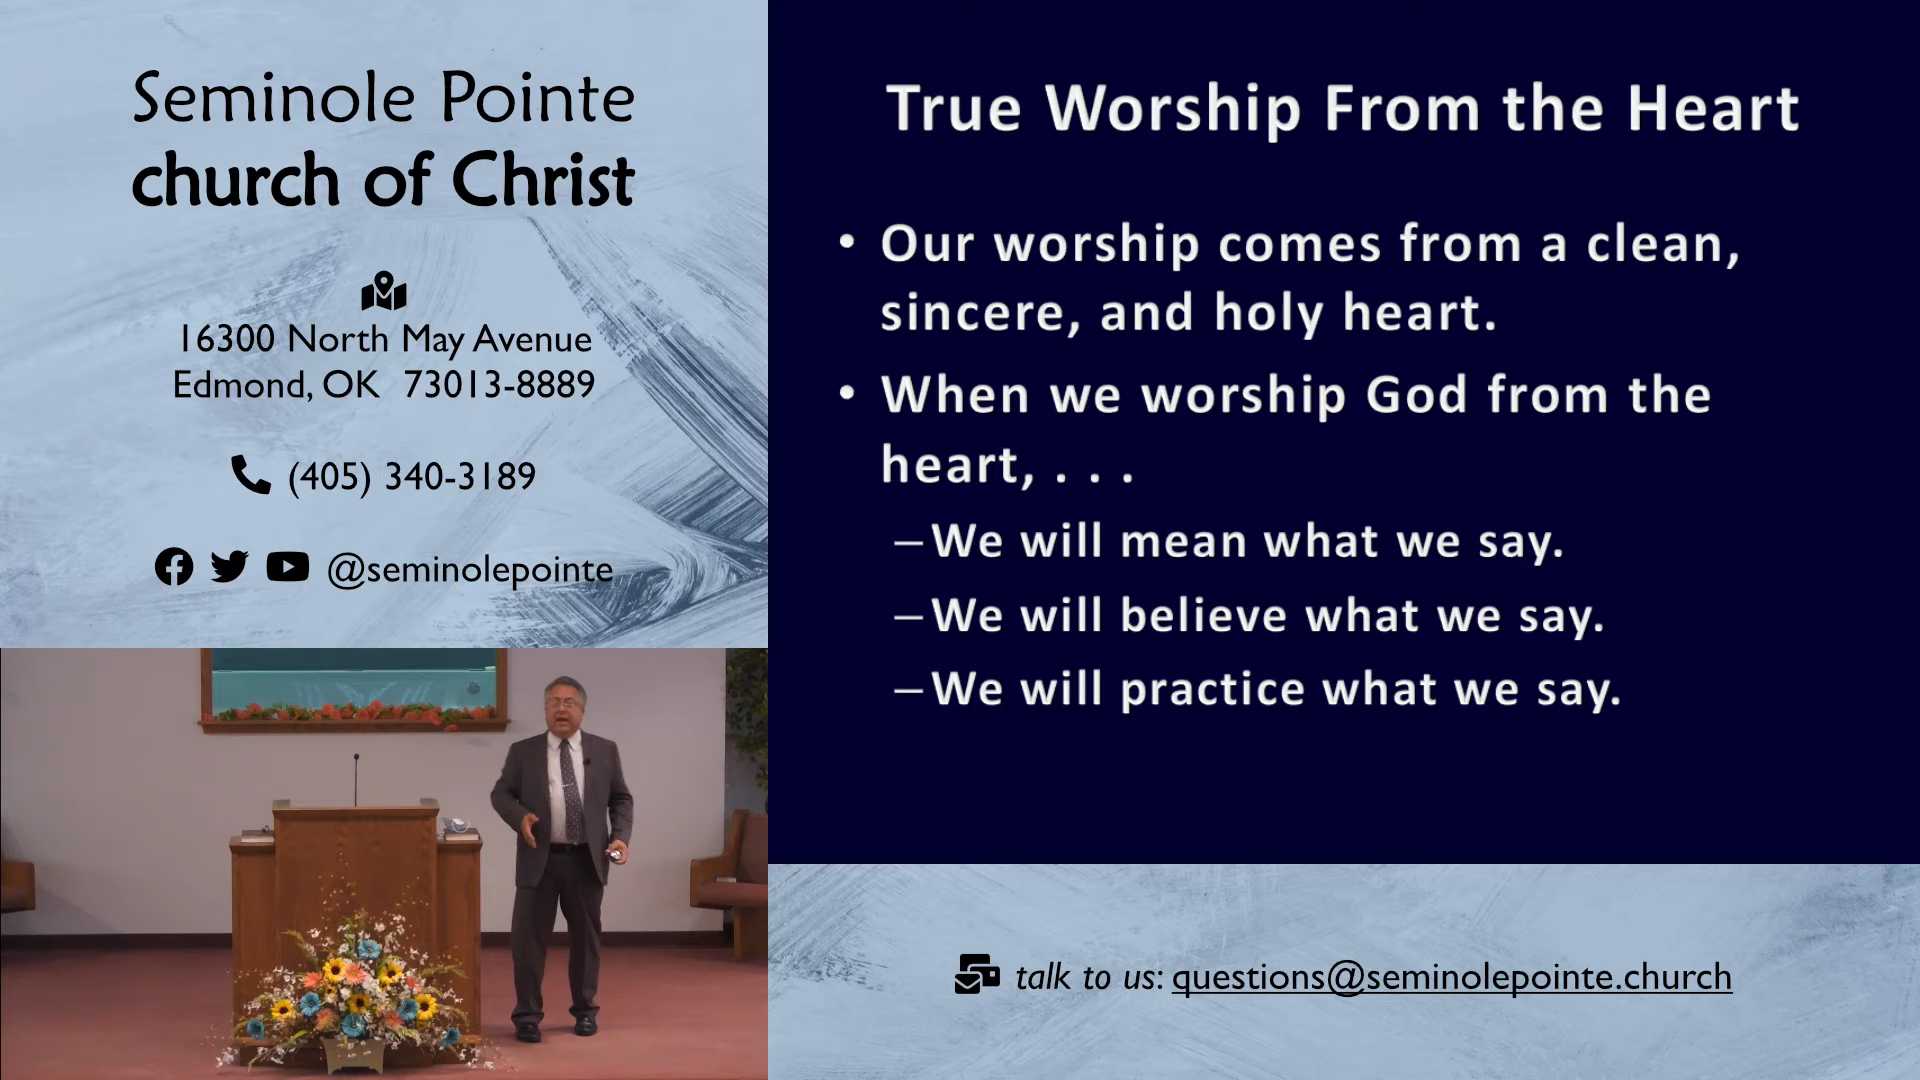 Seminole Pointe
church of Christ
16300 North May Avenue
Edmond, OK 73013-8889
(405) 340-3189
@seminolepointe
True Worship From the Heart
• Our worship comes from a clean,
sincere, and holy heart.
• When we worship God from the
heart, . . .
– We will mean what we say.
– We will believe what we say.
– We will practice what we say.
talk to us: questions@seminolepointe.church